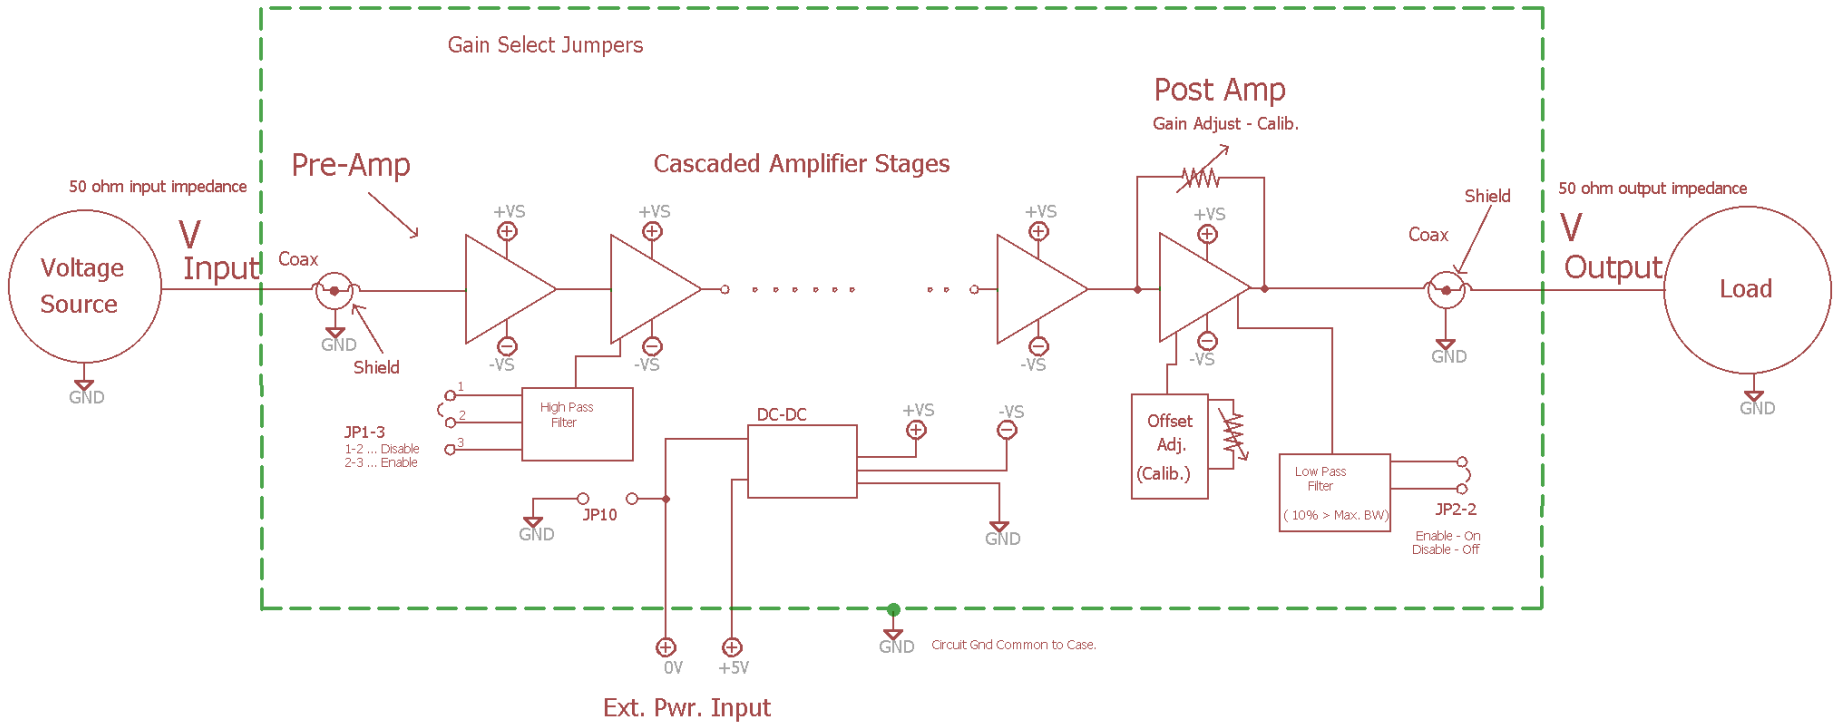 Gain Select Jumpers
Post Amp
Gain Adjust - Calib.
Pre-Amp
Cascaded Amplifier Stages
50 ohm input impedance
50 ohm output impedance
Shield
V
Input
Coax
+VS
+VS
+VS
+VS
Coax
V
Output
Voltage
Source
Load
GND
Shield
-VS
-VS
-VS
-VS
GND
GND
GND
1
2
3
JP1-3
1-2 ... Disable
2-3 ... Enable
High Pass
Filter
DC-DC
+VS
-VS
Offset
Adj.
(Calib.)
Low Pass
Filter
( 10% > Max. BW)
JP2-2
Enable - On
Disable - Off
JP10
GND
GND
GND
Circuit Gnd Common to Case.
0V
+5V
Ext. Pwr. Input